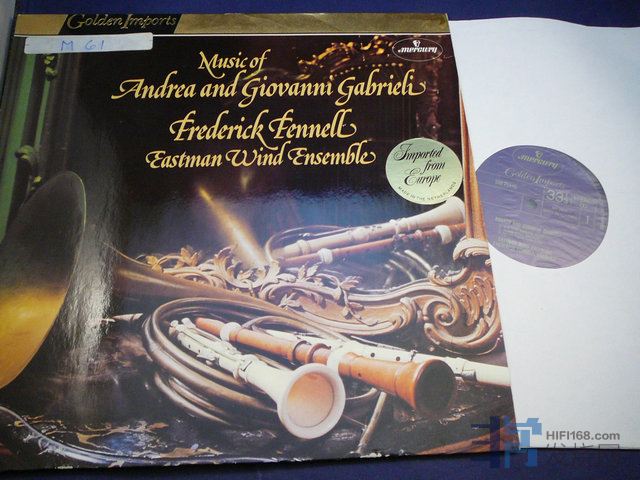 Golden Imports
M 61
mercury
Music of
Andrea and Giovanni Gabrieli
Frederick Fennell
Eastman Wind Ensemble
Imported
from
Europe
MADE IN THE NETHERLANDS
mercury
Golden Imports
33
1
HIFI168.com